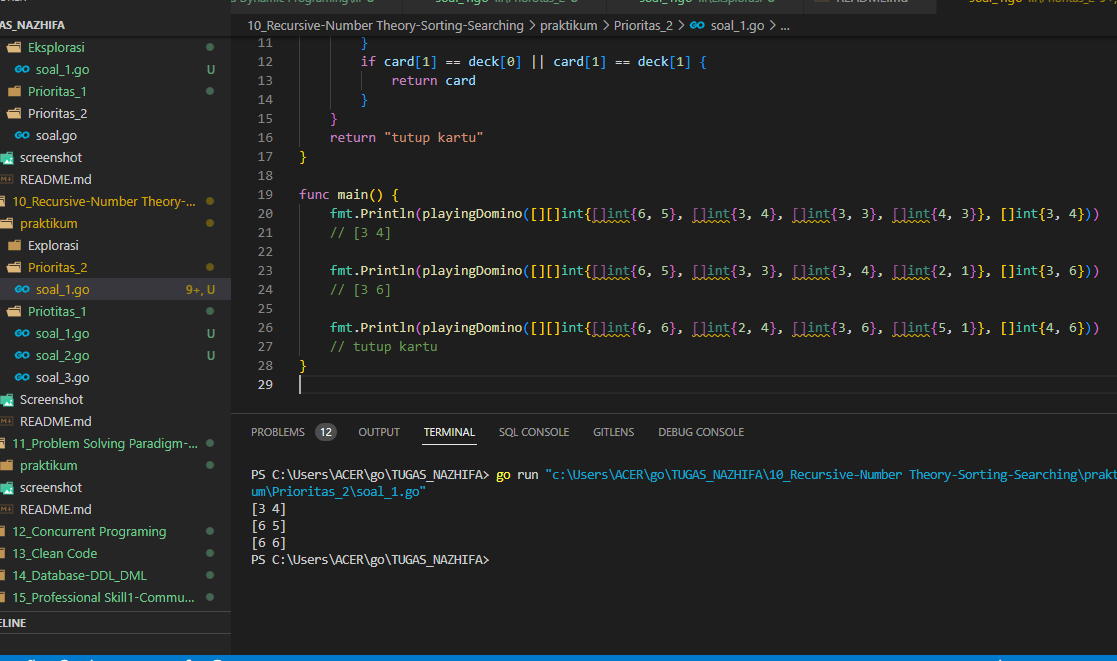 AS_NAZHIFA
Eksplorasi
soal_1.go U
Prioritas_1
Prioritas_2
soal.go
screenshot
README.md
10_Recursive-Number Theory-...
praktikum
Explorasi
Prioritas_2
soal_1.go 9+, U
Priotitas_1
soal_1.go U
soal_2.go U
soal_3.go
Screenshot
README.md
11_Problem Solving Paradigm-...
praktikum
screenshot
README.md
12_Concurrent Programing
13_Clean Code
14_Database-DDL_DML
15_Professional Skill1-Commu...
ELINE
10_Recursive-Number Theory-Sorting-Searching > praktikum > Prioritas_2 > GO soal_1.go > ...
11 }
12 if card[1] == deck[0] || card[1] == deck[1] {
13 return card
14 }
15 }
16 return "tutup kartu"
17 }
18
19 func main() {
20 fmt.Println(playingDomino([][]int{[]int{6, 5}, []int{3, 4}, []int{3, 3}, []int{4, 3}}, []int{3, 4}))
21 // [3 4]
22
23 fmt.Println(playingDomino([][]int{[]int{6, 5}, []int{3, 3}, []int{3, 4}, []int{2, 1}}, []int{3, 6}))
24 // [3 6]
25
26 fmt.Println(playingDomino([][]int{[]int{6, 6}, []int{2, 4}, []int{3, 6}, []int{5, 1}}, []int{4, 6}))
27 // tutup kartu
28 }
29
PROBLEMS 12 OUTPUT TERMINAL SQL CONSOLE GITLENS DEBUG CONSOLE
PS C:\Users\ACER\go\TUGAS_NAZHIFA> go run "c:\Users\ACER\go\TUGAS_NAZHIFA\10_Recursive-Number Theory-Sorting-Searching\prakt
um\Prioritas_2\soal_1.go"
[3 4]
[6 5]
[6 6]
PS C:\Users\ACER\go\TUGAS_NAZHIFA>